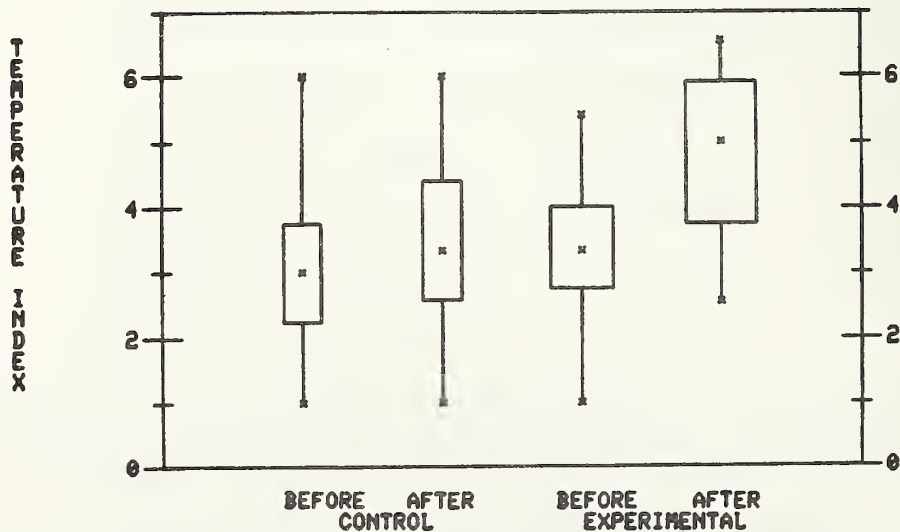 TEMPERATURE INDEX
6
4
2
0
6
4
2
0
BEFORE AFTER BEFORE AFTER
CONTROL EXPERIMENTAL